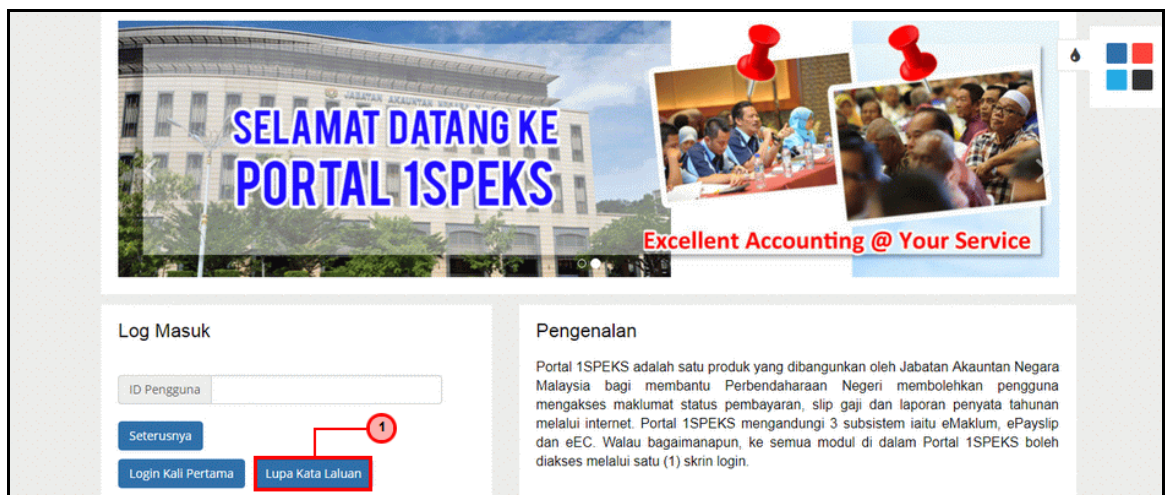 JABATAN AKAUNTAN NEGARA
SELAMAT DATANG KE
PORTAL 1SPEKS
Excellent Accounting @ Your Service
Log Masuk
ID Pengguna
Seterusnya
1
Login Kali Pertama
Lupa Kata Laluan
Pengenalan
Portal 1SPEKS adalah satu produk yang dibangunkan oleh Jabatan Akauntan Negara
Malaysia bagi membantu Perbendaharaan Negeri membolehkan pengguna
mengakses maklumat status pembayaran, slip gaji dan laporan penyata tahunan
melalui internet. Portal 1SPEKS mengandungi 3 subsistem iaitu eMaklum, ePayslip
dan eEC. Walau bagaimanapun, ke semua modul di dalam Portal 1SPEKS boleh
diakses melalui satu (1) skrin login.